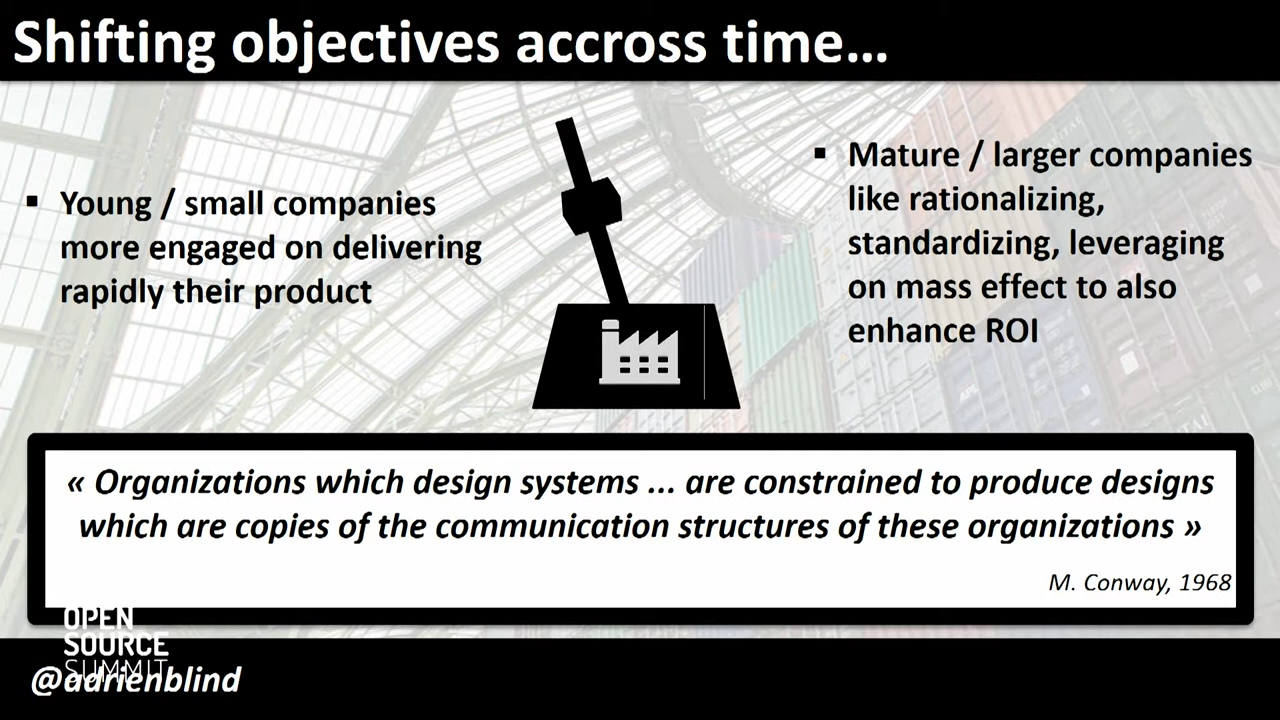 Shifting objectives accross time...
▪ Young / small companies
more engaged on delivering
rapidly their product
▪ Mature / larger companies
like rationalizing,
standardizing, leveraging
on mass effect to also
enhance ROI
« Organizations which design systems ... are constrained to produce designs
which are copies of the communication structures of these organizations »
M. Conway, 1968
OPEN
SOURCE
SUMMIT
@adrienblind